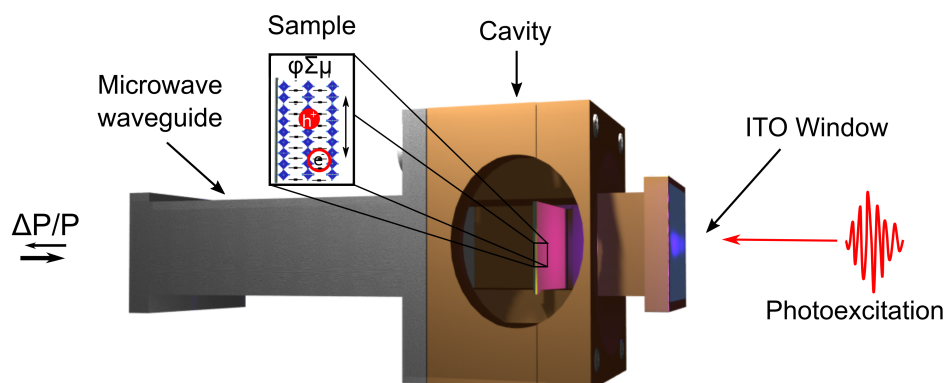 Sample
φΣμ
h⁺
e⁻
Cavity
Microwave
waveguide
ITO Window
ΔP/P
Photoexcitation